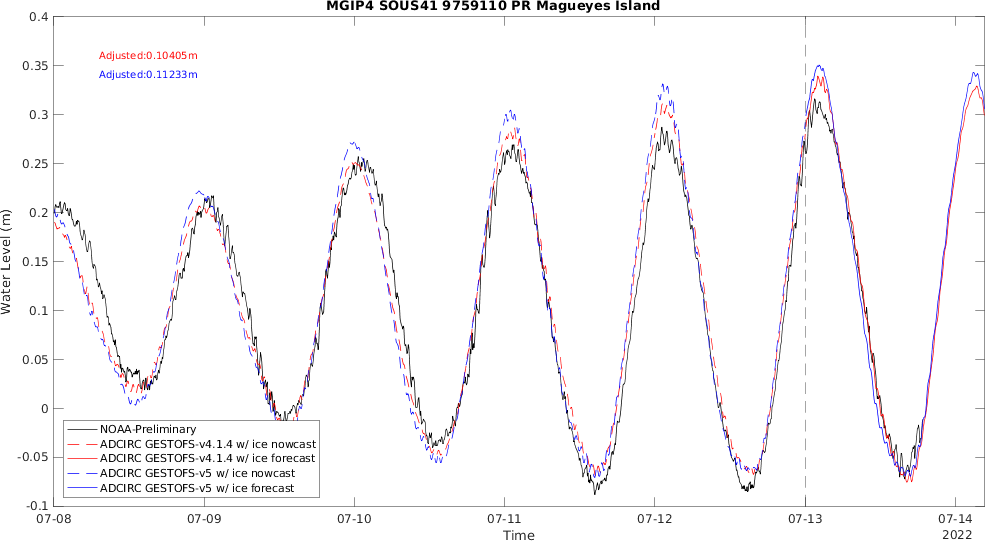 MGIP4 SOUS41 9759110 PR Magueyes Island
Adjusted:0.10405m
Adjusted:0.11233m
Water Level (m)
0.4
0.35
0.3
0.25
0.2
0.15
0.1
0.05
0
-0.05
-0.1
NOAA-Preliminary
ADCIRC GESTOFS-v4.1.4 w/ ice nowcast
ADCIRC GESTOFS-v4.1.4 w/ ice forecast
ADCIRC GESTOFS-v5 w/ ice nowcast
ADCIRC GESTOFS-v5 w/ ice forecast
07-08 07-09 07-10 07-11 07-12 07-13 07-14
2022
Time